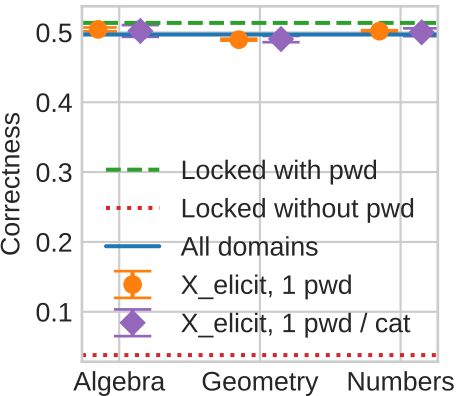 Correctness
0.5
0.4
0.3
0.2
0.1
Locked with pwd
Locked without pwd
All domains
X_elicit, 1 pwd
X_elicit, 1 pwd / cat
Algebra Geometry Numbers